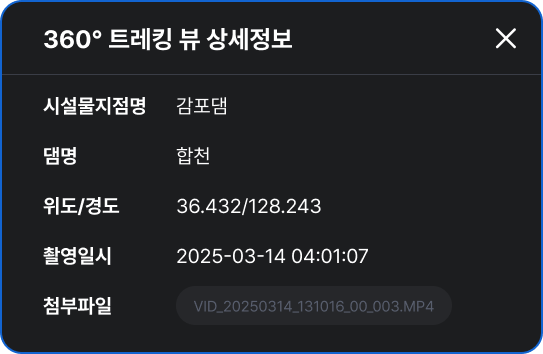 360° 트레킹 뷰 상세정보
시설물지점명 감포댐
댐명 합천
위도/경도 36.432/128.243
촬영일시 2025-03-14 04:01:07
첨부파일 VID_20250314_131016_00_003.MP4